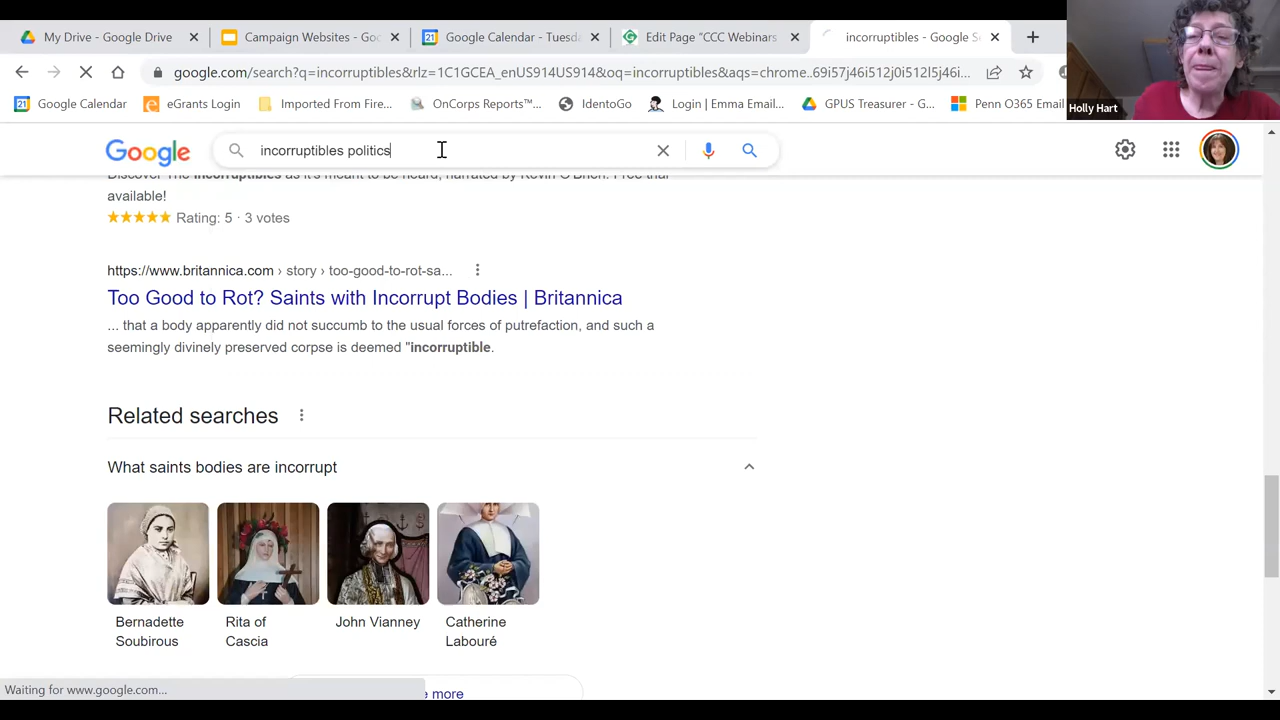 My Drive - Google Drive
Campaign Websites - Goo
Google Calendar - Tuesda
Edit Page "CCC Webinars
incorruptibles - Google Se
google.com/search?q=incorruptibles&rlz=1C1GCEA_enUS914US914&oq=incorruptibles&aqs=chrome..69i57j46i512j0i512l5j46i...
Google Calendar
eGrants Login
Imported From Fire...
OnCorps Reports™...
IdentoGo
Login | Emma Email...
GPUS Treasurer - G...
Penn O365 Email
Holly Hart
Google
incorruptibles politics
Discover The Incorruptibles as it's meant to be heard, narrated by Kevin O'Brien. Free trial
available!
Rating: 5 · 3 votes
https://www.britannica.com › story › too-good-to-rot-sa...
Too Good to Rot? Saints with Incorrupt Bodies | Britannica
... that a body apparently did not succumb to the usual forces of putrefaction, and such a
seemingly divinely preserved corpse is deemed "incorruptible.
Related searches
What saints bodies are incorrupt
Bernadette
Soubirous
Rita of
Cascia
John Vianney
Catherine
Labouré
Waiting for www.google.com...
e more